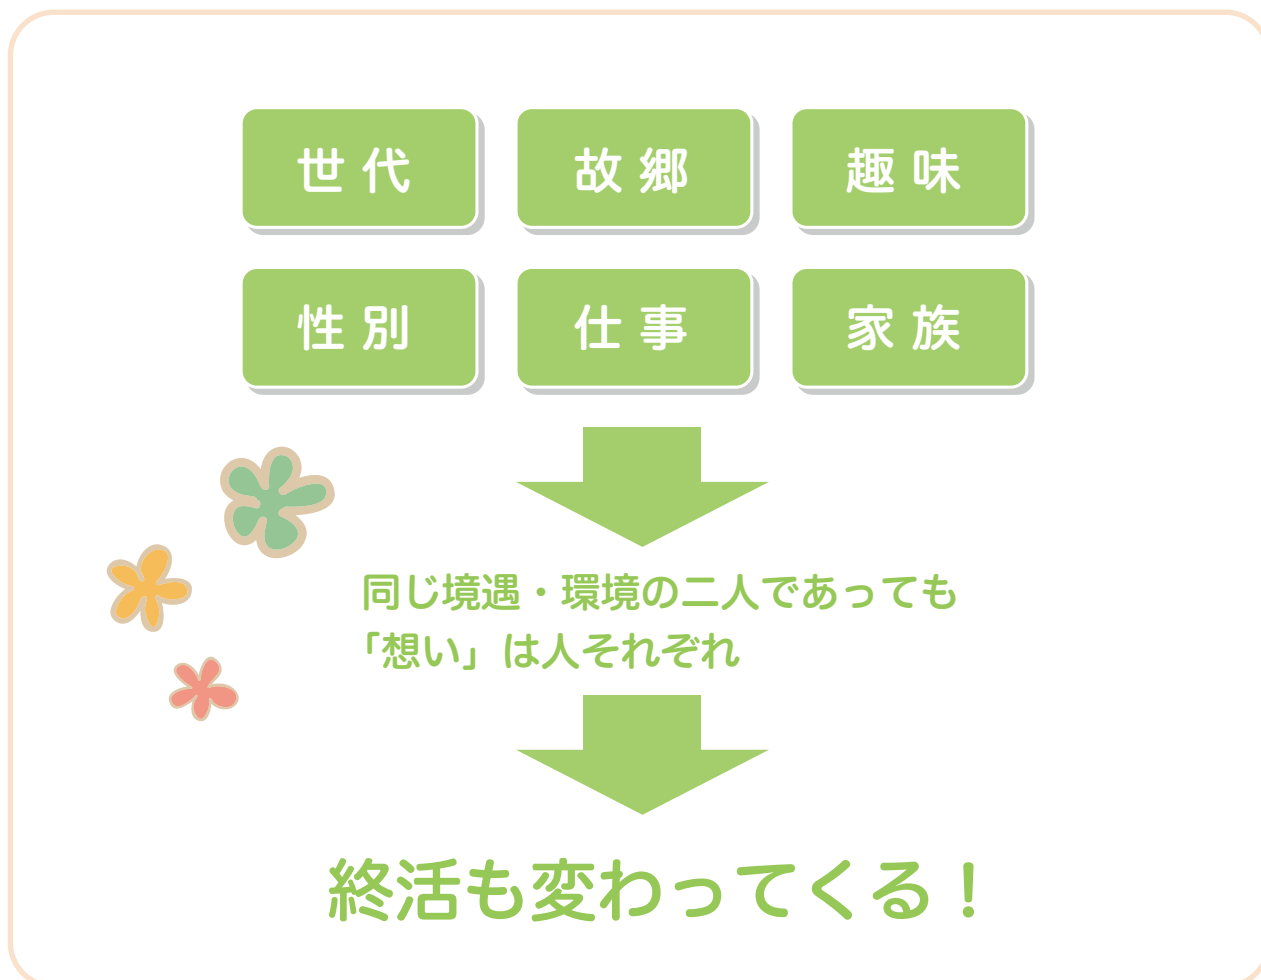 世代
故郷
趣味
性別
仕事
家族
同じ境遇・環境の二人であっても
「想い」は人それぞれ
終活も変わってくる！